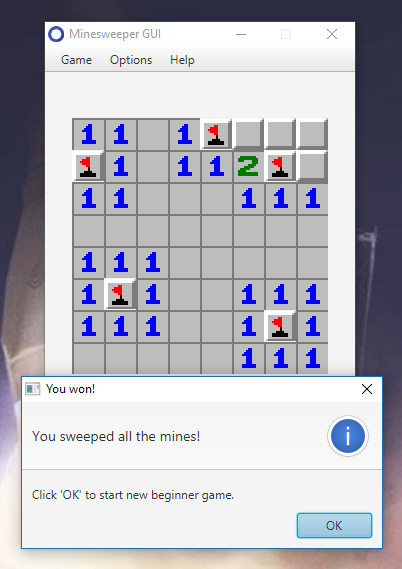 Minesweeper GUI
Game Options Help
1 1 1
1 1 1 2
1 1 1 1 1
1 1 1
1 1 1 1 1
1 1 1 1 1
1 1 1
You won!
You sweeped all the mines!
i
Click 'OK' to start new beginner game.
OK